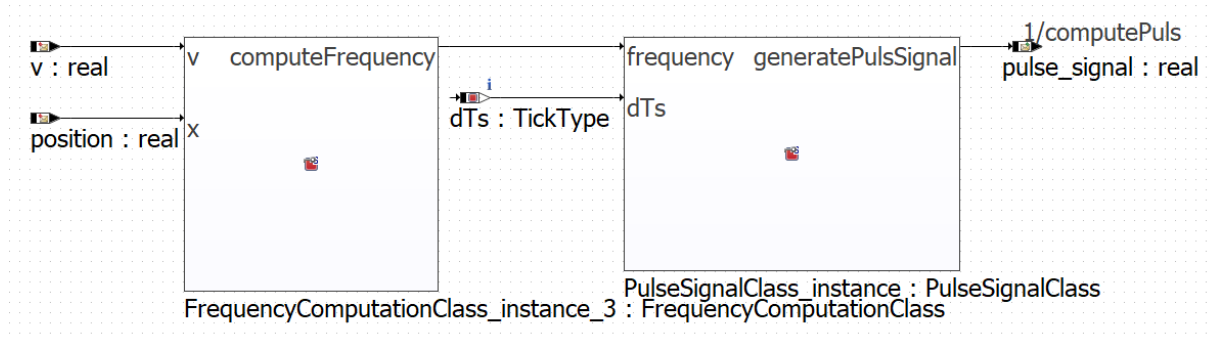 1/computePuls
v computeFrequency
frequency generatePulsSignal
v : real
pulse_signal : real
i
dTs : TickType
dTs
position : real
x
PulseSignalClass_instance : PulseSignalClass
FrequencyComputationClass_instance_3 : FrequencyComputationClass